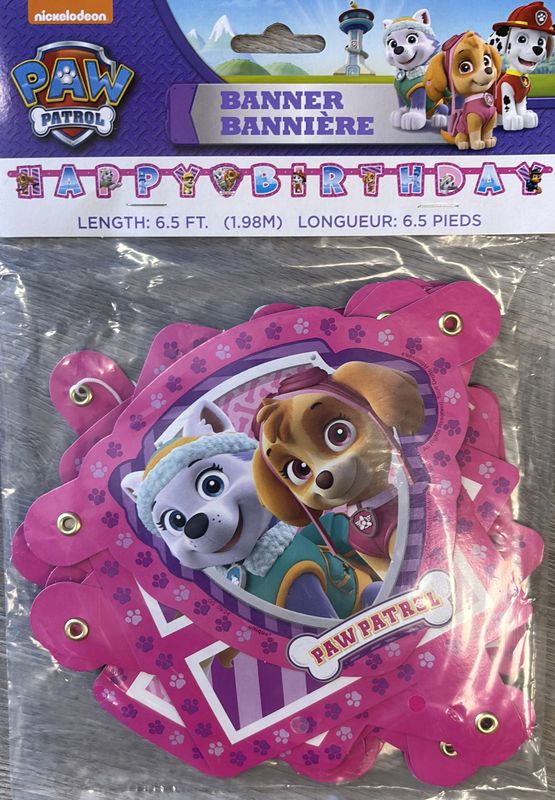 nickelodeon
PAW
PATROL
BANNER
BANNIÈRE
HAPPY BIRTHDAY
LENGTH: 6.5 FT. (1.98M) LONGUEUR: 6.5 PIEDS
PAW PATROL